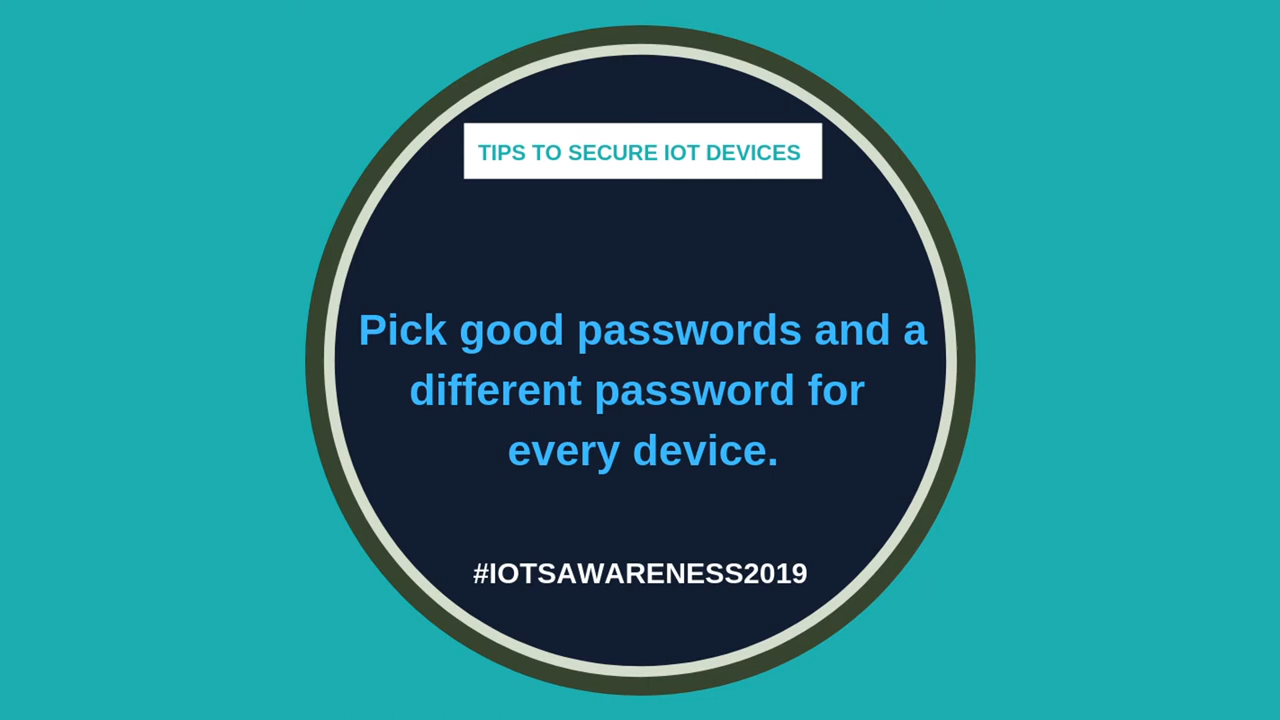 TIPS TO SECURE IOT DEVICES
Pick good passwords and a
different password for
every device.
#IOTSAWARENESS2019